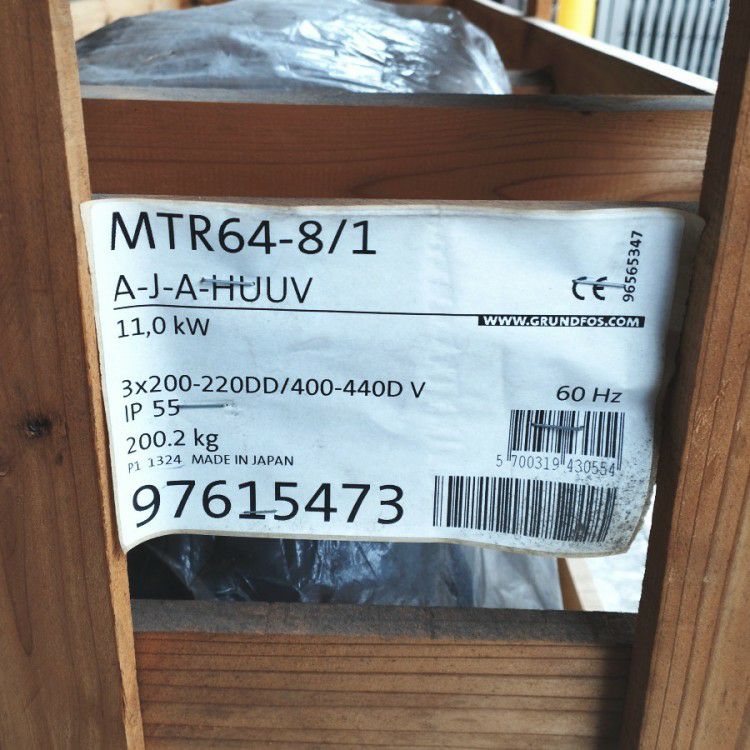 MTR64-8/1
A-J-A-HUUV
CE
96565347
11,0 kW
WWW.GRUNDFOS.COM
3x200-220DD/400-440D V
60 Hz
IP 55
200.2 kg
P1 1324 MADE IN JAPAN
5 700319 430554
97615473